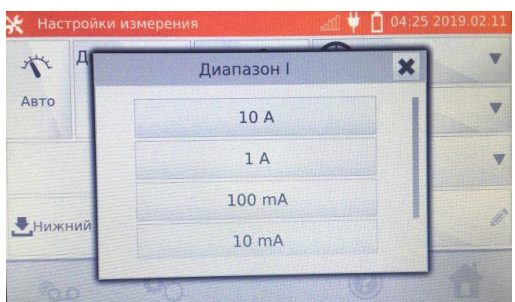 Настройки измерения 04:25 2019.02.11
Диапазон I
Авто
10 A
1 A
100 mA
10 mA
Нижний